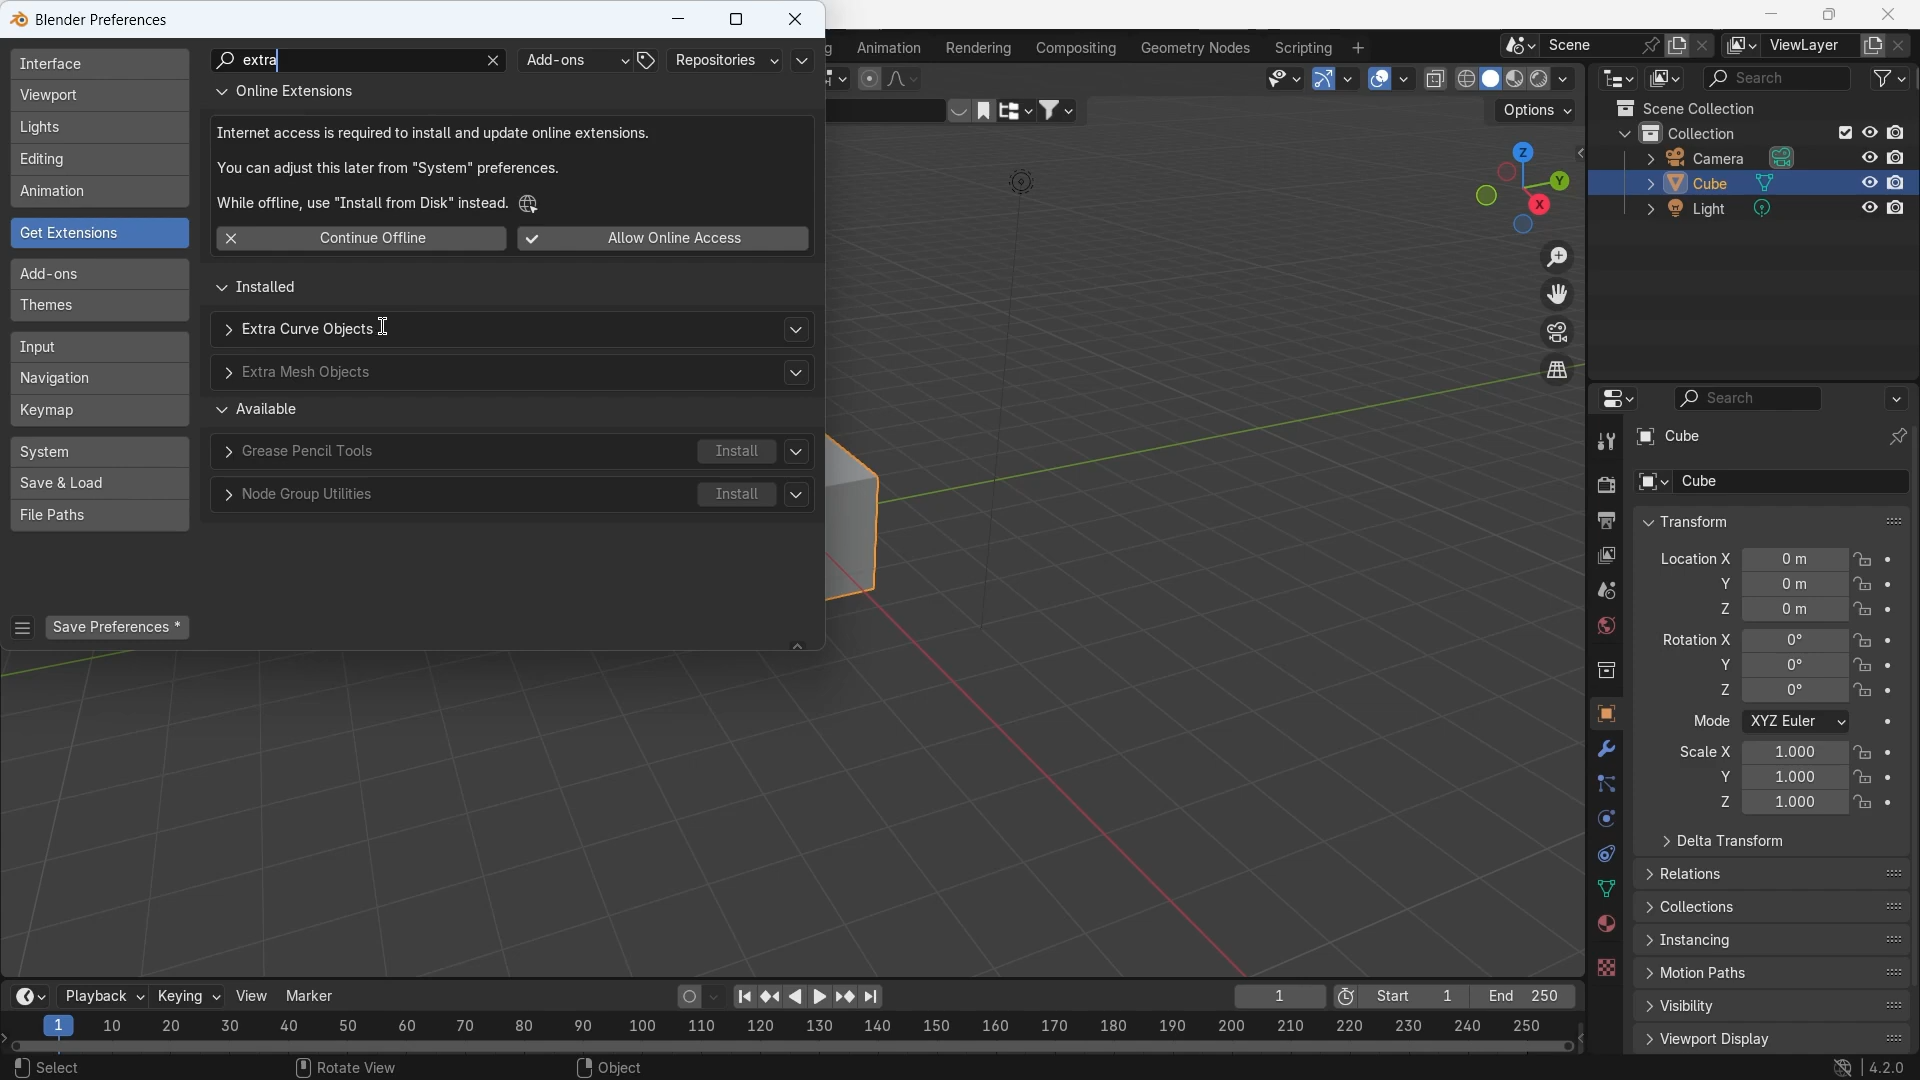 Blender Preferences
Interface
Viewport
Lights
Editing
Animation
Get Extensions
Add-ons
Themes
Input
Navigation
Keymap
System
Save & Load
File Paths
Save Preferences *
extra
Add-ons
Repositories
Online Extensions
Internet access is required to install and update online extensions.
You can adjust this later from "System" preferences.
While offline, use "Install from Disk" instead.
Continue Offline
Allow Online Access
Installed
Extra Curve Objects
Extra Mesh Objects
Available
Grease Pencil Tools
Install
Node Group Utilities
Install
Animation
Rendering
Compositing
Geometry Nodes
Scripting
Scene
ViewLayer
Options
Z
Y
X
Search
Scene Collection
Collection
Camera
Cube
Light
Search
Cube
Cube
Transform
Location X
0 m
Y
0 m
Z
0 m
Rotation X
0°
Y
0°
Z
0°
Mode
XYZ Euler
Scale X
1.000
Y
1.000
Z
1.000
Delta Transform
Relations
Collections
Instancing
Motion Paths
Visibility
Viewport Display
Playback
Keying
View
Marker
1
Start 1
End 250
1 10 20 30 40 50 60 70 80 90 100 110 120 130 140 150 160 170 180 190 200 210 220 230 240 250
Select
Rotate View
Object
4.2.0